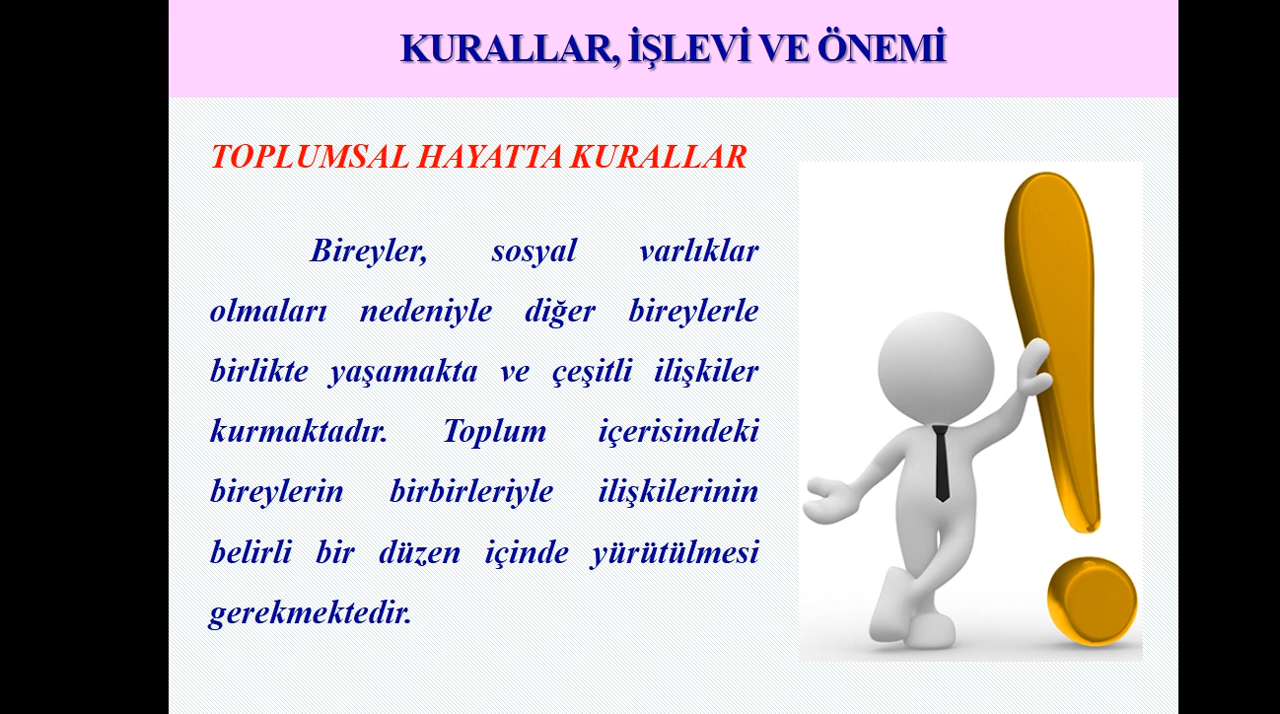 KURALLAR, İŞLEVİ VE ÖNEMİ
TOPLUMSAL HAYATTA KURALLAR
Bireyler, sosyal varlıklar
olmaları nedeniyle diğer bireylerle
birlikte yaşamakta ve çeşitli ilişkiler
kurmaktadır. Toplum içerisindeki
bireylerin birbirleriyle ilişkilerinin
belirli bir düzen içinde yürütülmesi
gerekmektedir.